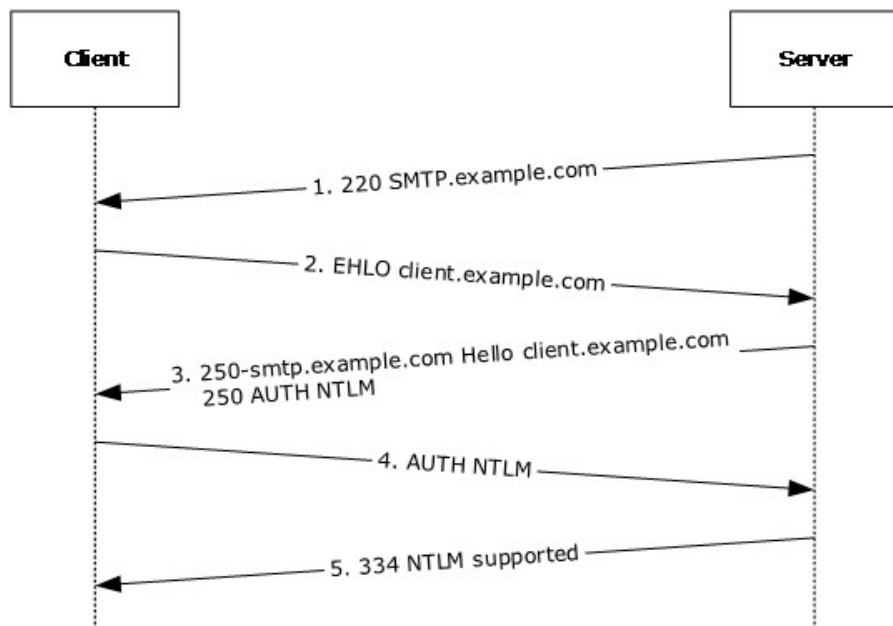 Client
Server
1. 220 SMTP.example.com
2. EHLO client.example.com
3. 250-smtp.example.com Hello client.example.com
250 AUTH NTLM
4. AUTH NTLM
5. 334 NTLM supported